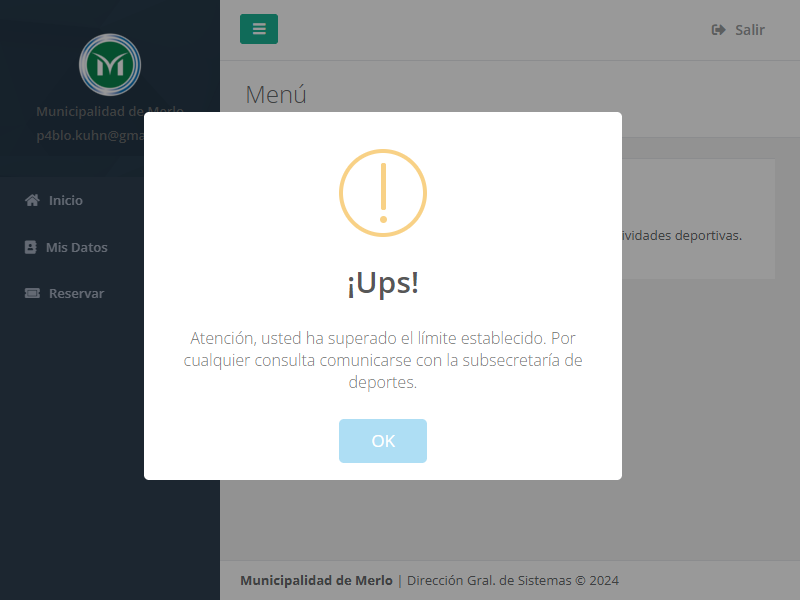 Salir
Menú
Municipalidad de Merlo
p4blo.kuhn@gma
Inicio
Mis Datos
Reservar
ividades deportivas.
¡Ups!
Atención, usted ha superado el límite establecido. Por
cualquier consulta comunicarse con la subsecretaría de
deportes.
OK
Municipalidad de Merlo | Dirección Gral. de Sistemas © 2024